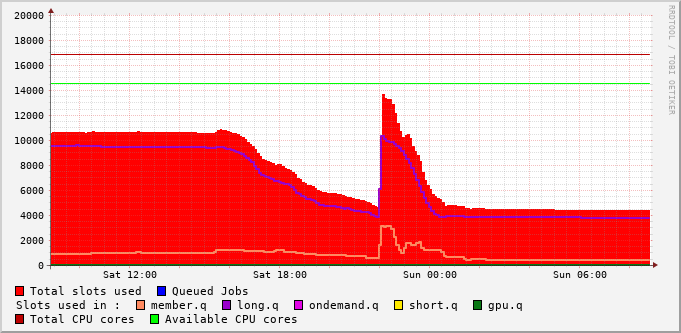 20000
18000
16000
14000
12000
10000
8000
6000
4000
2000
0
Sat 12:00 Sat 18:00 Sun 00:00 Sun 06:00
Total slots used Queued Jobs
Slots used in : member.q long.q ondemand.q short.q gpu.q
Total CPU cores Available CPU cores
RRDTOOL / TOBI OETIKER